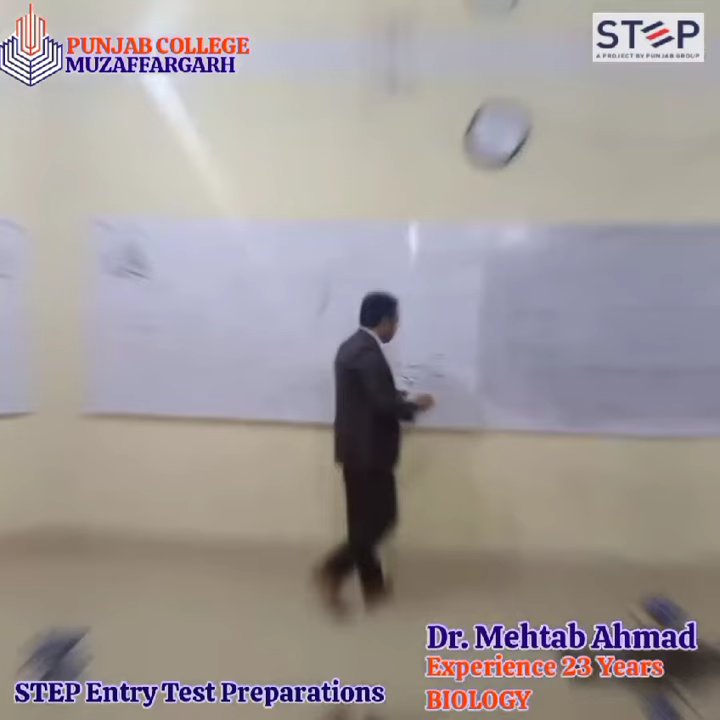 PUNJAB COLLEGE
MUZAFFARGARH
STEP
A PROJECT BY PUNJAB GROUP
Dr. Mehtab Ahmad
Experience 23 Years
BIOLOGY
STEP Entry Test Preparations